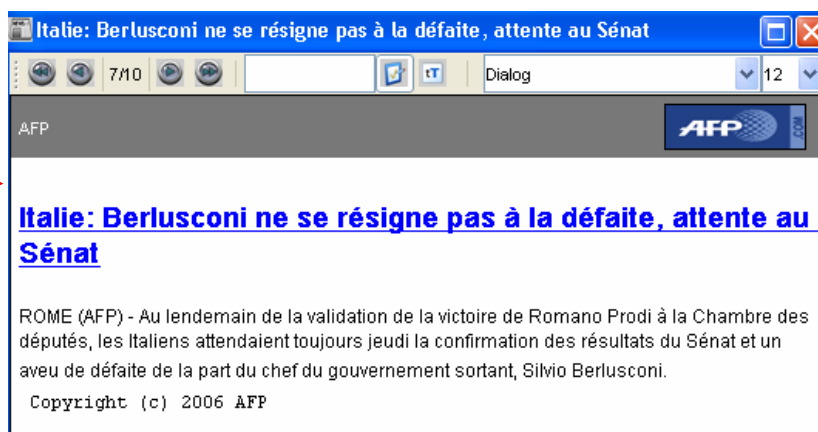 Italie: Berlusconi ne se résigne pas à la défaite, attente au Sénat
7/10 Dialog 12
AFP AFP .COM
Italie: Berlusconi ne se résigne pas à la défaite, attente au
Sénat
ROME (AFP) - Au lendemain de la validation de la victoire de Romano Prodi à la Chambre des
députés, les Italiens attendaient toujours jeudi la confirmation des résultats du Sénat et un
aveu de défaite de la part du chef du gouvernement sortant, Silvio Berlusconi.
Copyright (c) 2006 AFP